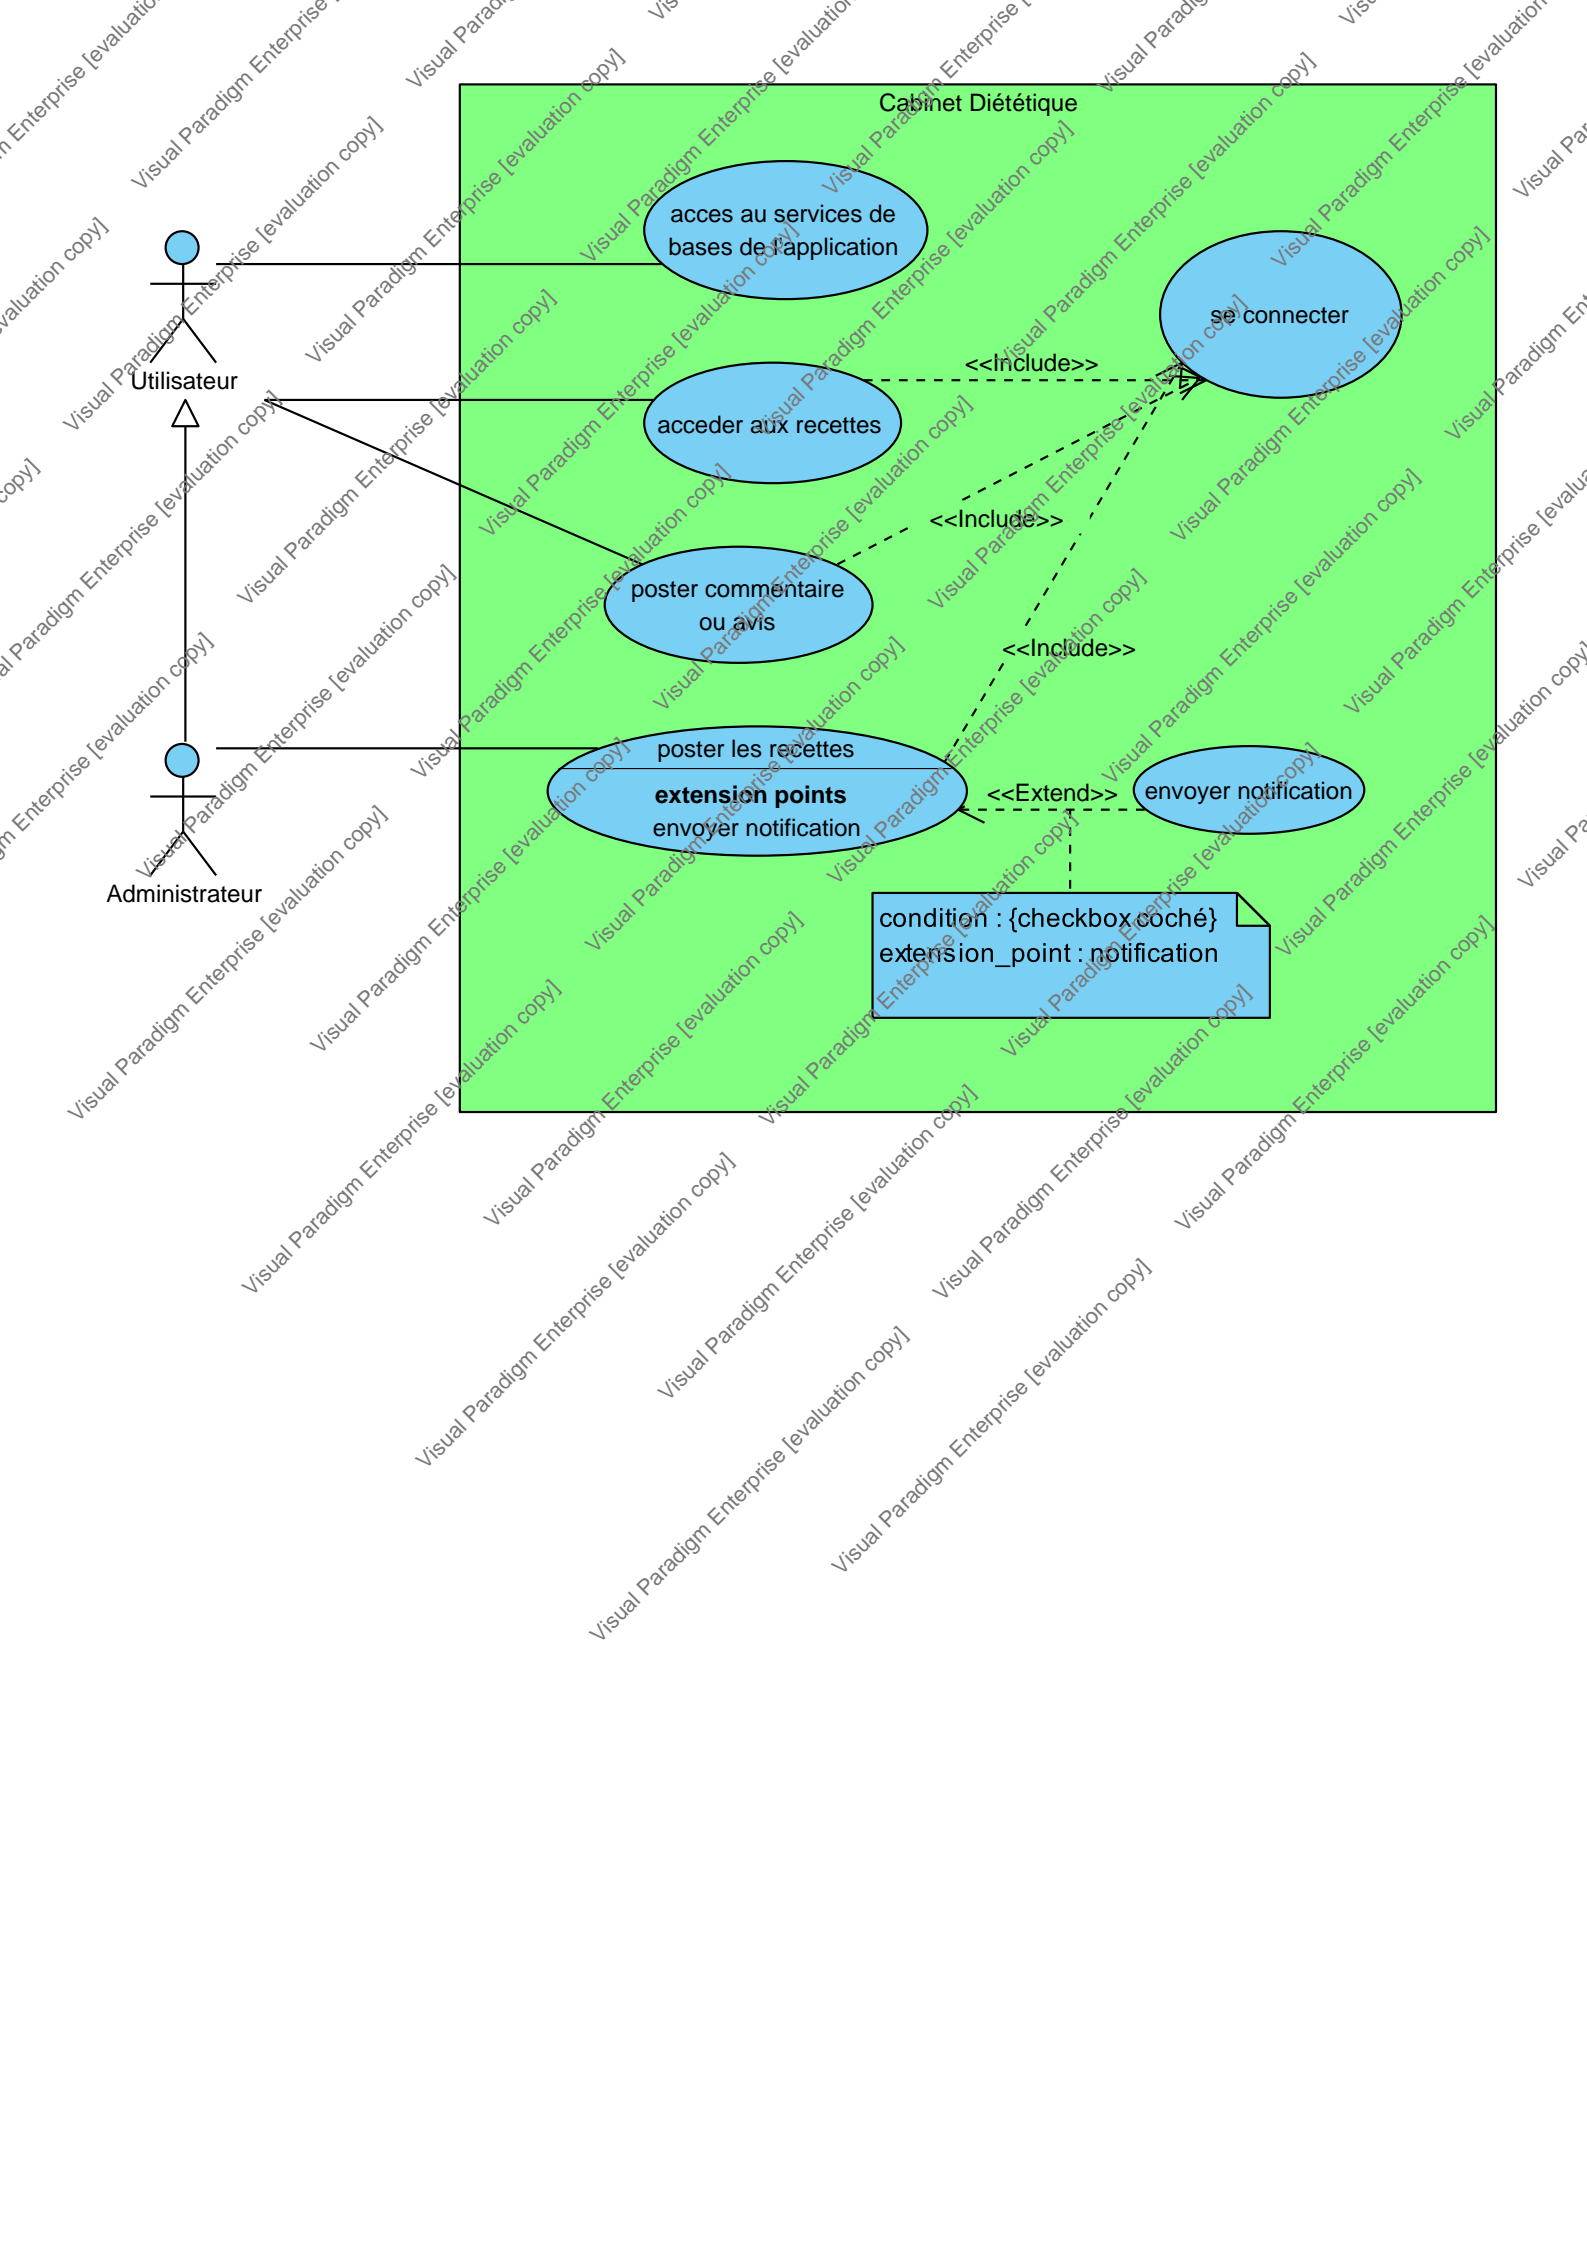 Cabinet Diététique
acces au services de
bases de l'application
se connecter
Utilisateur
<<Include>>
acceder aux recettes
<<Include>>
poster commentaire
ou avis
<<Include>>
poster les recettes
extension points
envoyer notification
<<Extend>>
envoyer notification
Administrateur
condition : {checkbox coché}
extension_point : notification
Visual Paradigm Enterprise [evaluation copy]